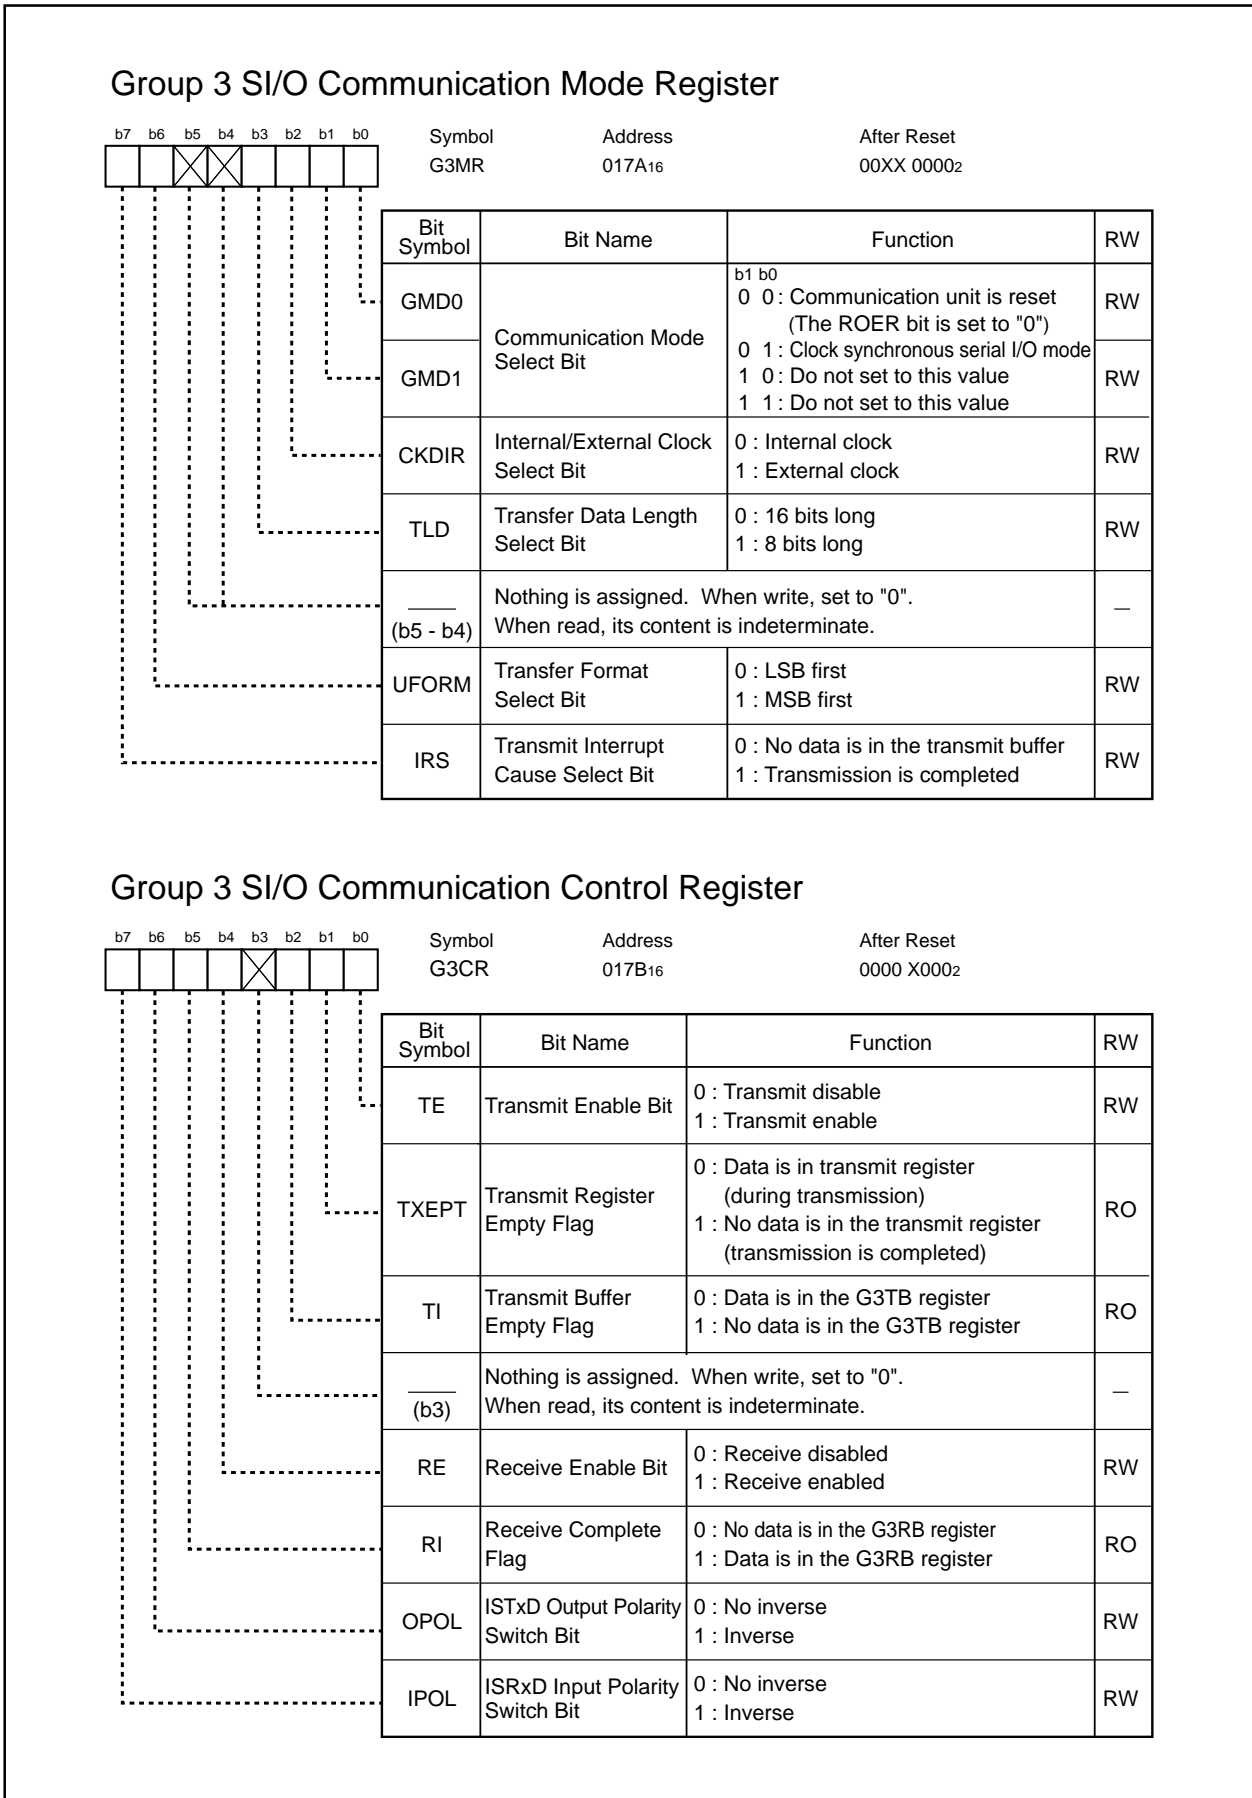 Group 3 SI/O Communication Mode Register
b7 b6 b5 b4 b3 b2 b1 b0
Symbol Address After Reset
G3MR 017A16 00XX 00002
Bit Symbol Bit Name Function RW
b1 b0
GMD0 0 0 : Communication unit is reset RW
(The ROER bit is set to "0")
Communication Mode
Select Bit
0 1 : Clock synchronous serial I/O mode
GMD1 1 0 : Do not set to this value RW
1 1 : Do not set to this value
CKDIR Internal/External Clock 0 : Internal clock RW
Select Bit 1 : External clock
TLD Transfer Data Length 0 : 16 bits long RW
Select Bit 1 : 8 bits long
Nothing is assigned. When write, set to "0". —
(b5 - b4) When read, its content is indeterminate.
UFORM Transfer Format 0 : LSB first RW
Select Bit 1 : MSB first
IRS Transmit Interrupt 0 : No data is in the transmit buffer RW
Cause Select Bit 1 : Transmission is completed
Group 3 SI/O Communication Control Register
b7 b6 b5 b4 b3 b2 b1 b0
Symbol Address After Reset
G3CR 017B16 0000 X0002
Bit Symbol Bit Name Function RW
TE Transmit Enable Bit 0 : Transmit disable RW
1 : Transmit enable
0 : Data is in transmit register
(during transmission)
TXEPT Transmit Register RO
Empty Flag 1 : No data is in the transmit register
(transmission is completed)
TI Transmit Buffer 0 : Data is in the G3TB register RO
Empty Flag 1 : No data is in the G3TB register
Nothing is assigned. When write, set to "0". —
(b3) When read, its content is indeterminate.
RE Receive Enable Bit 0 : Receive disabled RW
1 : Receive enabled
RI Receive Complete 0 : No data is in the G3RB register RO
Flag 1 : Data is in the G3RB register
OPOL ISTxD Output Polarity 0 : No inverse RW
Switch Bit 1 : Inverse
IPOL ISRxD Input Polarity 0 : No inverse RW
Switch Bit 1 : Inverse